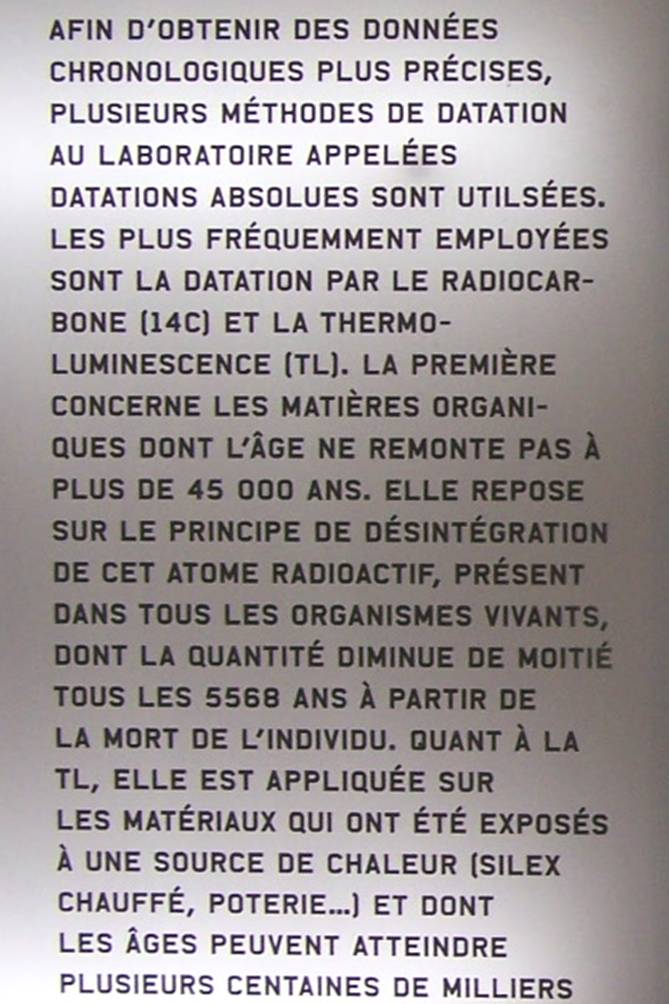 AFIN D'OBTENIR DES DONNÉES
CHRONOLOGIQUES PLUS PRÉCISES,
PLUSIEURS MÉTHODES DE DATATION
AU LABORATOIRE APPELÉES
DATATIONS ABSOLUES SONT UTILSÉES.
LES PLUS FRÉQUEMMENT EMPLOYÉES
SONT LA DATATION PAR LE RADIOCAR-
BONE (14C) ET LA THERMO-
LUMINESCENCE (TL). LA PREMIÈRE
CONCERNE LES MATIÈRES ORGANI-
QUES DONT L'ÂGE NE REMONTE PAS À
PLUS DE 45 000 ANS. ELLE REPOSE
SUR LE PRINCIPE DE DÉSINTÉGRATION
DE CET ATOME RADIOACTIF, PRÉSENT
DANS TOUS LES ORGANISMES VIVANTS,
DONT LA QUANTITÉ DIMINUE DE MOITIÉ
TOUS LES 5568 ANS À PARTIR DE
LA MORT DE L'INDIVIDU. QUANT À LA
TL, ELLE EST APPLIQUÉE SUR
LES MATÉRIAUX QUI ONT ÉTÉ EXPOSÉS
À UNE SOURCE DE CHALEUR (SILEX
CHAUFFÉ, POTERIE...) ET DONT
LES ÂGES PEUVENT ATTEINDRE
PLUSIEURS CENTAINES DE MILLIERS